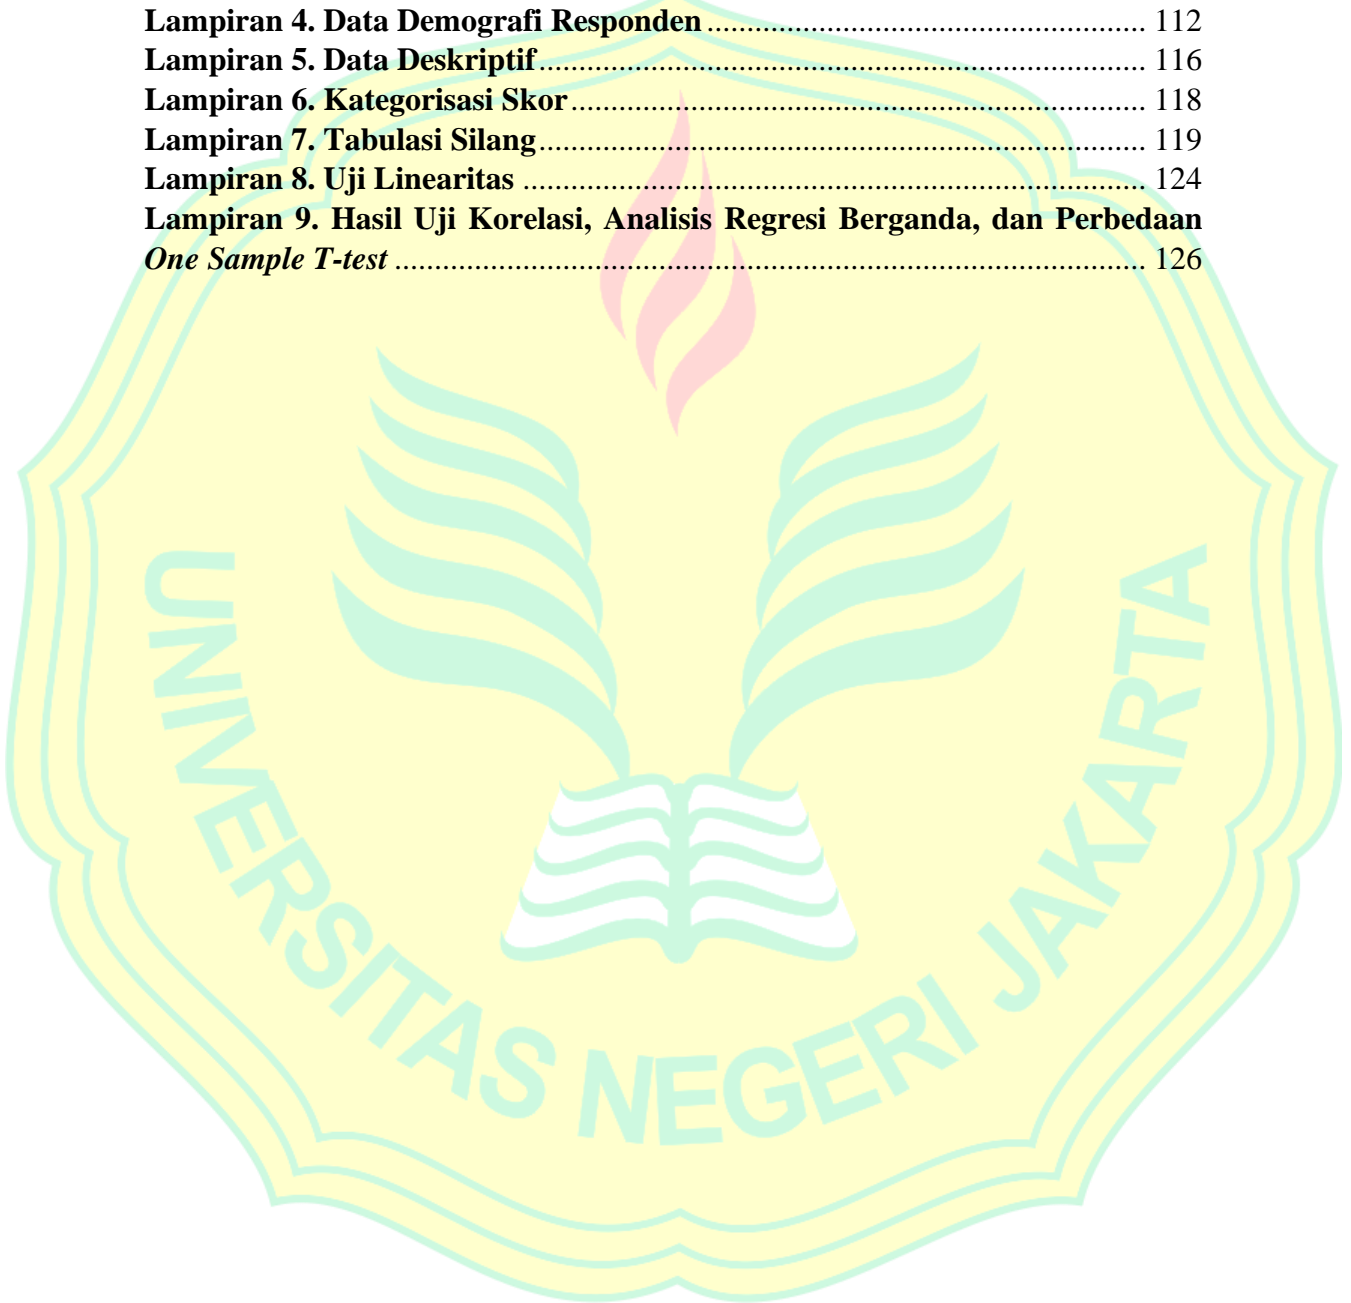 Lampiran 4. Data Demografi Responden ........................................................ 112
Lampiran 5. Data Deskriptif ............................................................................. 116
Lampiran 6. Kategorisasi Skor ......................................................................... 118
Lampiran 7. Tabulasi Silang ............................................................................. 119
Lampiran 8. Uji Linearitas ............................................................................... 124
Lampiran 9. Hasil Uji Korelasi, Analisis Regresi Berganda, dan Perbedaan
One Sample T-test ............................................................................................... 126
UNIVERSITAS NEGERI JAKARTA